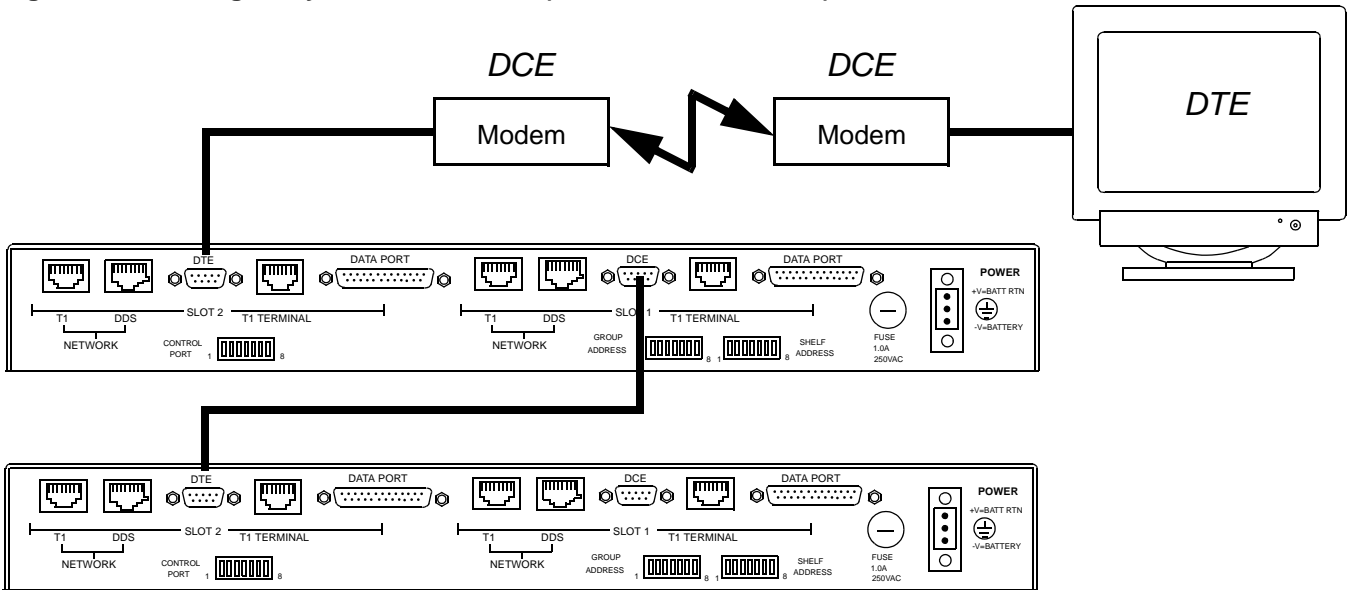 DCE
DCE
Modem
Modem
DTE
DTE
DATA PORT
DCE
DATA PORT
POWER
+V=BATT RTN
-V=BATTERY
SLOT 2
T1
DDS
T1 TERMINAL
NETWORK
CONTROL
PORT
1
8
T1
DDS
T1 TERMINAL
NETWORK
GROUP
ADDRESS
8
1
8
SHELF
ADDRESS
FUSE
1.0A
250VAC
DTE
DATA PORT
DCE
DATA PORT
POWER
+V=BATT RTN
-V=BATTERY
SLOT 2
SLOT 1
T1
DDS
T1 TERMINAL
NETWORK
CONTROL
PORT
1
8
T1
DDS
T1 TERMINAL
NETWORK
GROUP
ADDRESS
1
8
1
8
SHELF
ADDRESS
FUSE
1.0A
250VAC